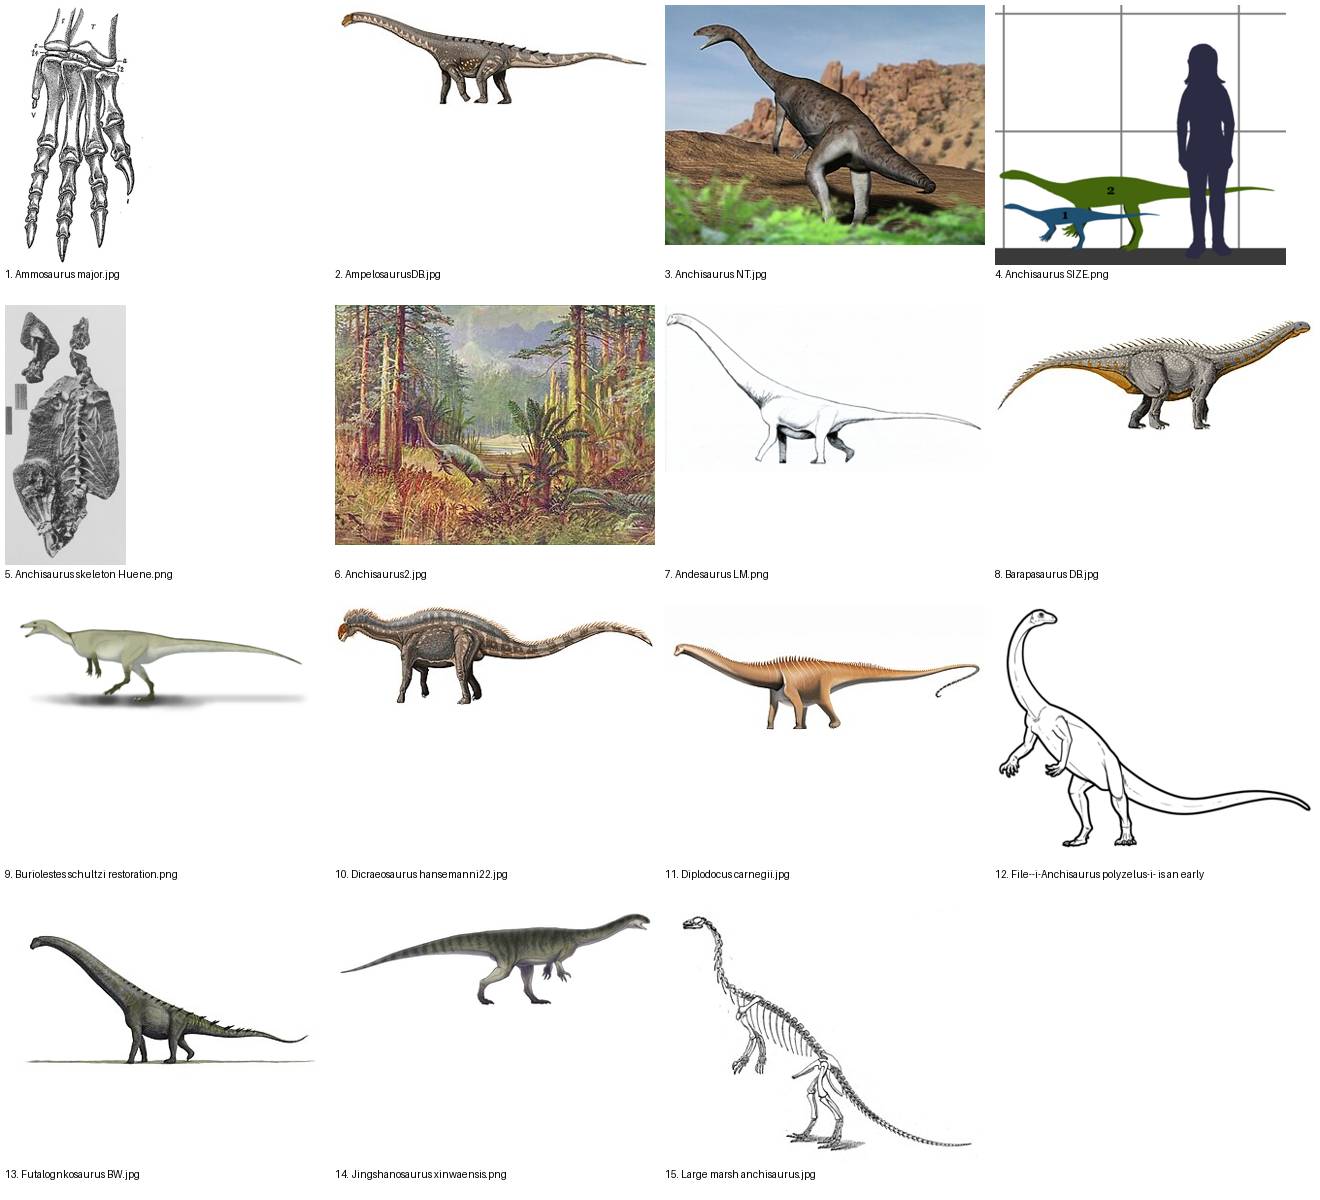 1. Ammosaurus major.jpg
2. AmpelosaurusDB.jpg
3. Anchisaurus NT.jpg
2
1
4. Anchisaurus SIZE.png
5. Anchisaurus skeleton Huene.png
6. Anchisaurus2.jpg
7. Andesaurus LM.png
8. Barapasaurus DB.jpg
9. Buriolestes schultzi restoration.png
10. Dicraeosaurus hansemanni22.jpg
11. Diplodocus carnegii.jpg
12. File--i-Anchisaurus polyzelus-i- is an early
13. Futalognkosaurus BW.jpg
14. Jingshanosaurus xinwaensis.png
15. Large marsh anchisaurus.jpg